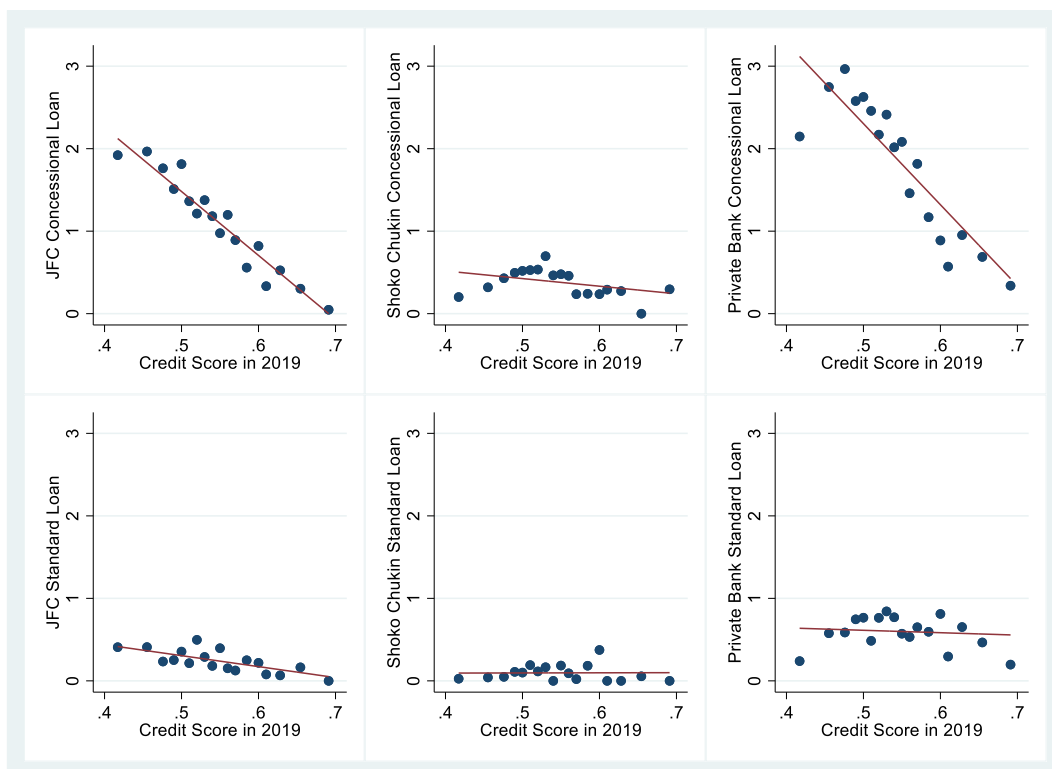 JFC Concessional Loan
3
2
1
0
.4 .5 .6 .7
Credit Score in 2019
Shoko Chukin Concessional Loan
3
2
1
0
.4 .5 .6 .7
Credit Score in 2019
Private Bank Concessional Loan
3
2
1
0
.4 .5 .6 .7
Credit Score in 2019
JFC Standard Loan
3
2
1
0
.4 .5 .6 .7
Credit Score in 2019
Shoko Chukin Standard Loan
3
2
1
0
.4 .5 .6 .7
Credit Score in 2019
Private Bank Standard Loan
3
2
1
0
.4 .5 .6 .7
Credit Score in 2019